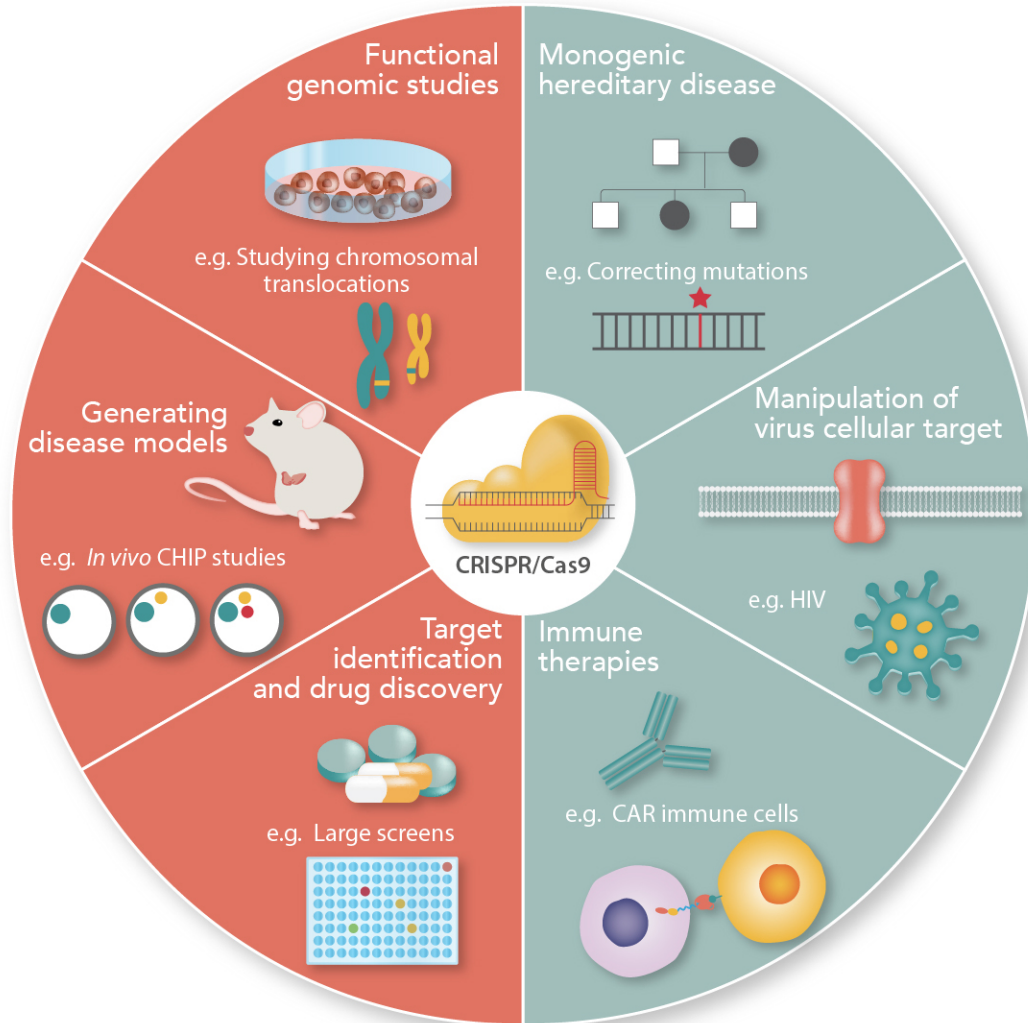 Functional
genomic studies
e.g. Studying chromosomal
translocations
Monogenic
hereditary disease
e.g. Correcting mutations
Generating
disease models
e.g. In vivo CHIP studies
Manipulation of
virus cellular target
e.g. HIV
CRISPR/Cas9
Target
identification
and drug discovery
e.g. Large screens
Immune
therapies
e.g. CAR immune cells